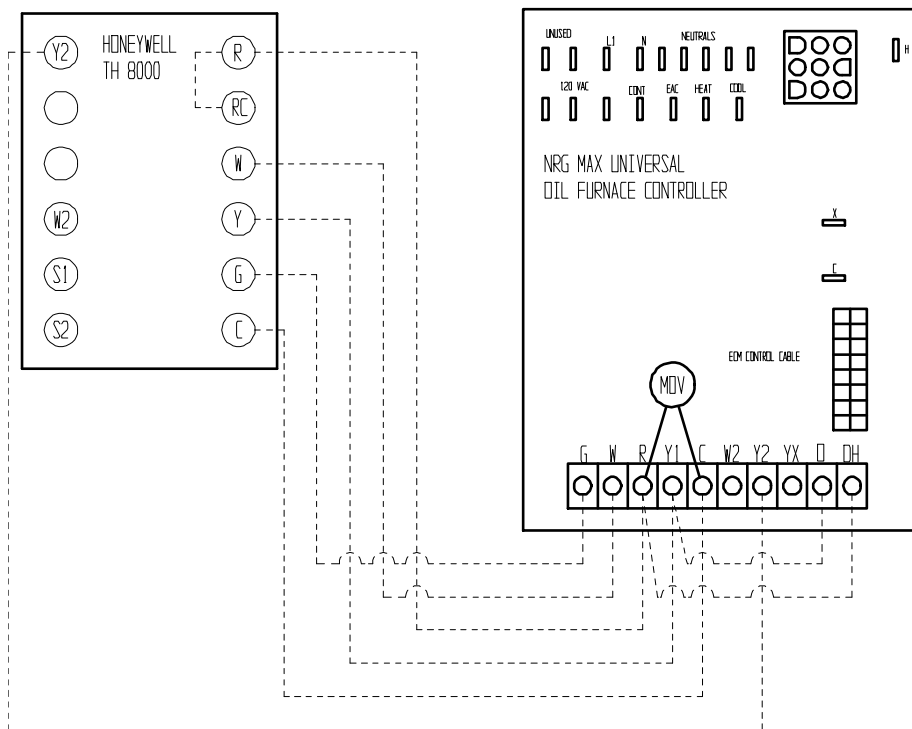 HONEYWELL
TH 8000
Y2
W2
S1
S2
R
RC
W
Y
G
C
UNUSED
L1 N NEUTRALS
120 VAC
CONT EAC HEAT COOL
H
NRG MAX UNIVERSAL
OIL FURNACE CONTROLLER
X
C
ECM CONTROL CABLE
MOV
G W R Y1 C W2 Y2 YX O DH